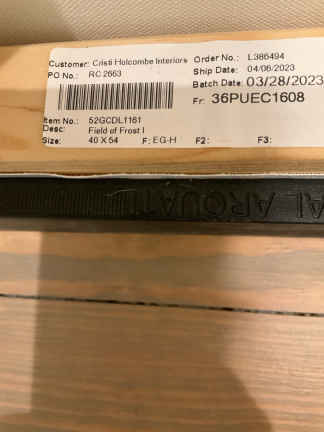 Customer: Cristi Holcombe Interiors Order No.: L386494
PO No.: RC 2663 Ship Date: 04/06/2023
Batch Date: 03/28/2023
Fr: 36PUEC1608
Item No.: 52GCDL1161
Desc: Field of Frost I
Size: 40 X 54 F: EG-H F2: F3: